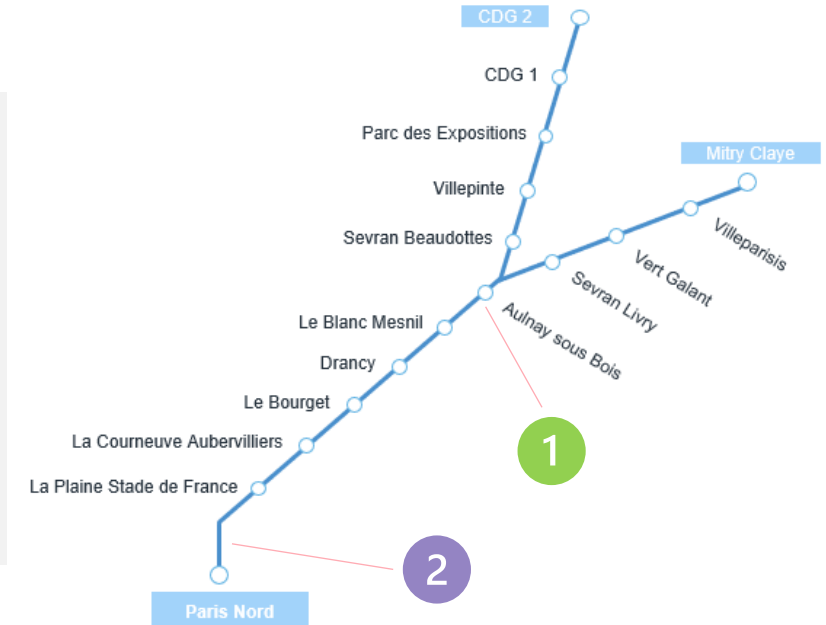 CDG 2
CDG 1
Parc des Expositions
Mitry Claye
Villepinte
Villeparisis
Sevran Beaudottes
Vert Galant
Sevran Livry
Aulnay sous Bois
Le Blanc Mesnil
Drancy
Le Bourget
La Courneuve Aubervilliers
1
La Plaine Stade de France
2
Paris Nord